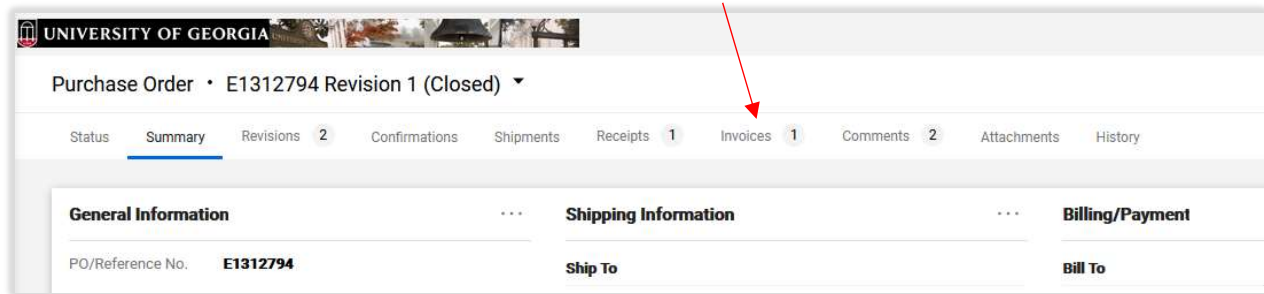 UNIVERSITY OF GEORGIA
Purchase Order • E1312794 Revision 1 (Closed)
Status Summary Revisions 2 Confirmations Shipments Receipts 1 Invoices 1 Comments 2 Attachments History
General Information ... Shipping Information ... Billing/Payment
PO/Reference No. E1312794 Ship To Bill To